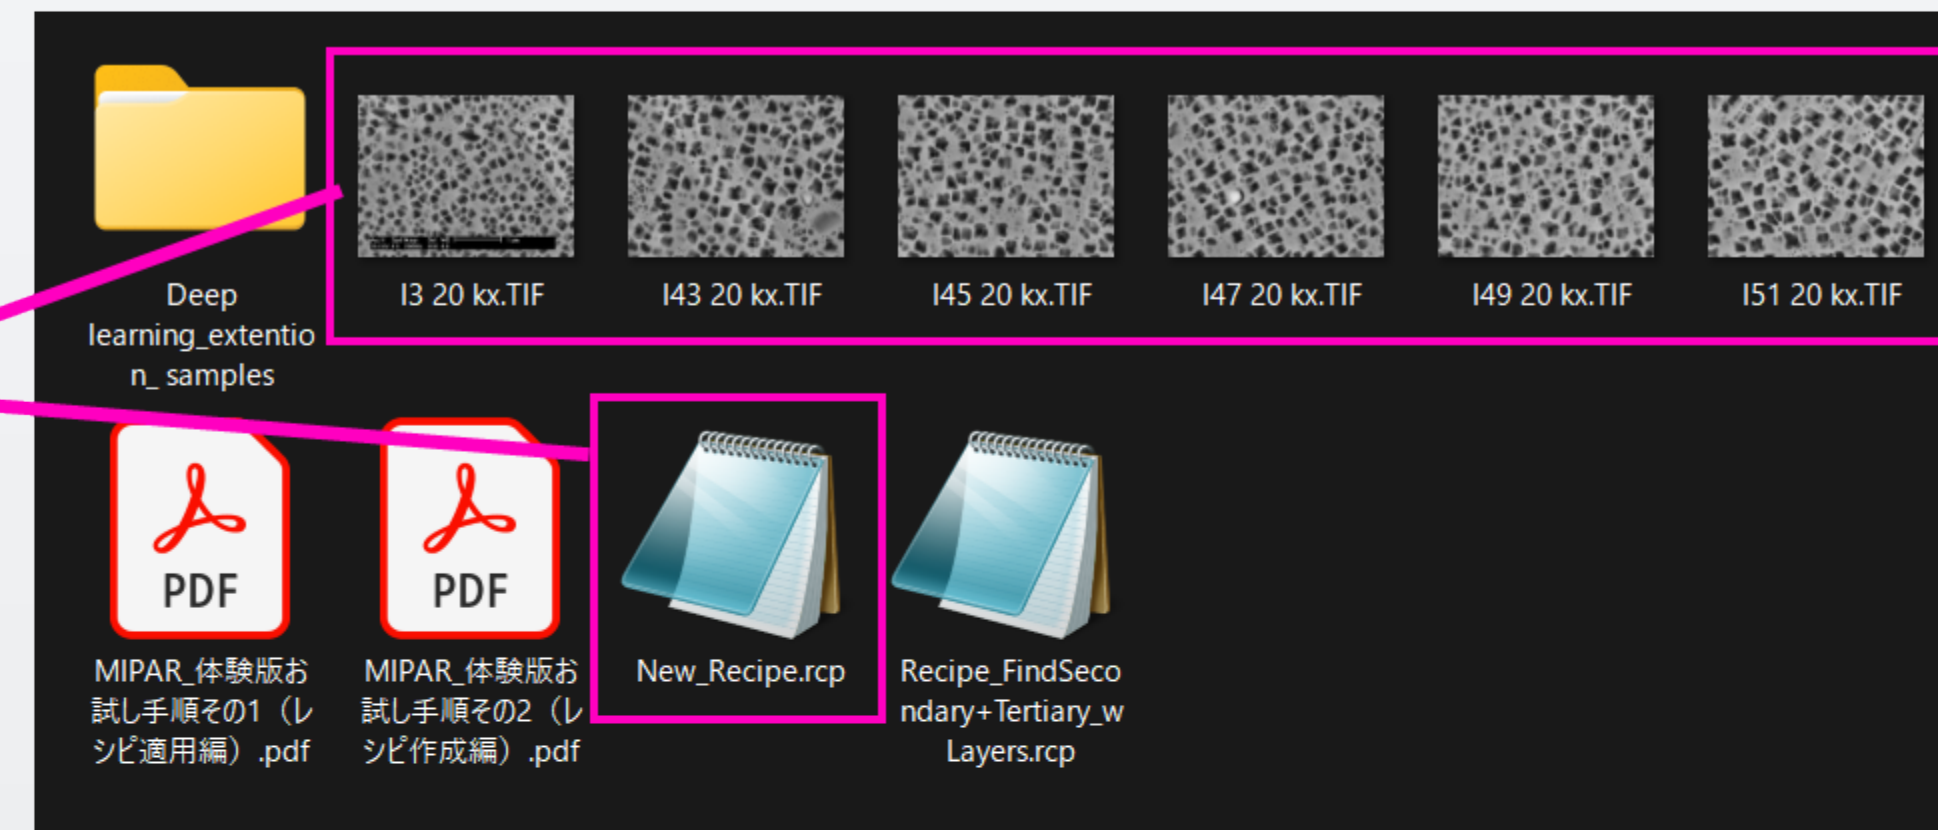 Deep
learning_extentio
n_ samples
I3 20 kx.TIF
I43 20 kx.TIF
I45 20 kx.TIF
I47 20 kx.TIF
I49 20 kx.TIF
I51 20 kx.TIF
PDF
MIPAR_体験版お
試し手順その1（レ
シピ適用編）.pdf
PDF
MIPAR_体験版お
試し手順その2（レ
シピ作成編）.pdf
New_Recipe.rcp
Recipe_FindSeco
ndary+Tertiary_w
Layers.rcp